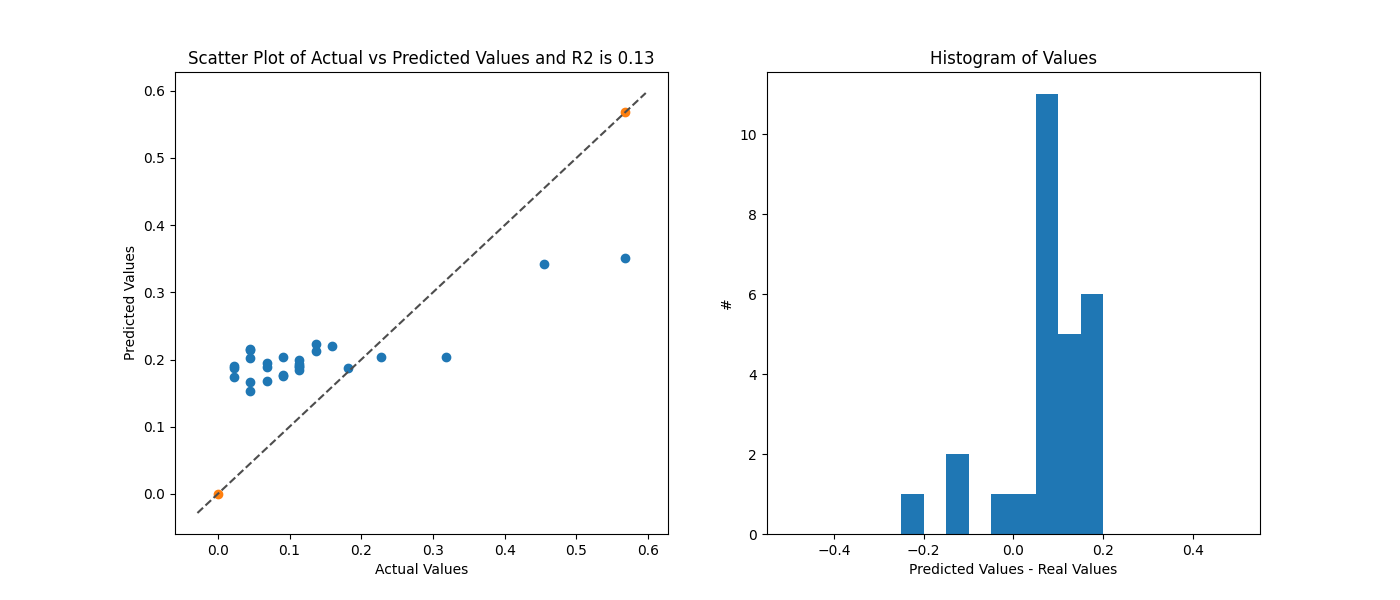 Scatter Plot of Actual vs Predicted Values and R2 is 0.13
0.6
0.5
0.4
0.3
0.2
0.1
0.0
Predicted Values
0.0 0.1 0.2 0.3 0.4 0.5 0.6
Actual Values
Histogram of Values
10
8
6
4
2
0
#
−0.4 −0.2 0.0 0.2 0.4
Predicted Values - Real Values